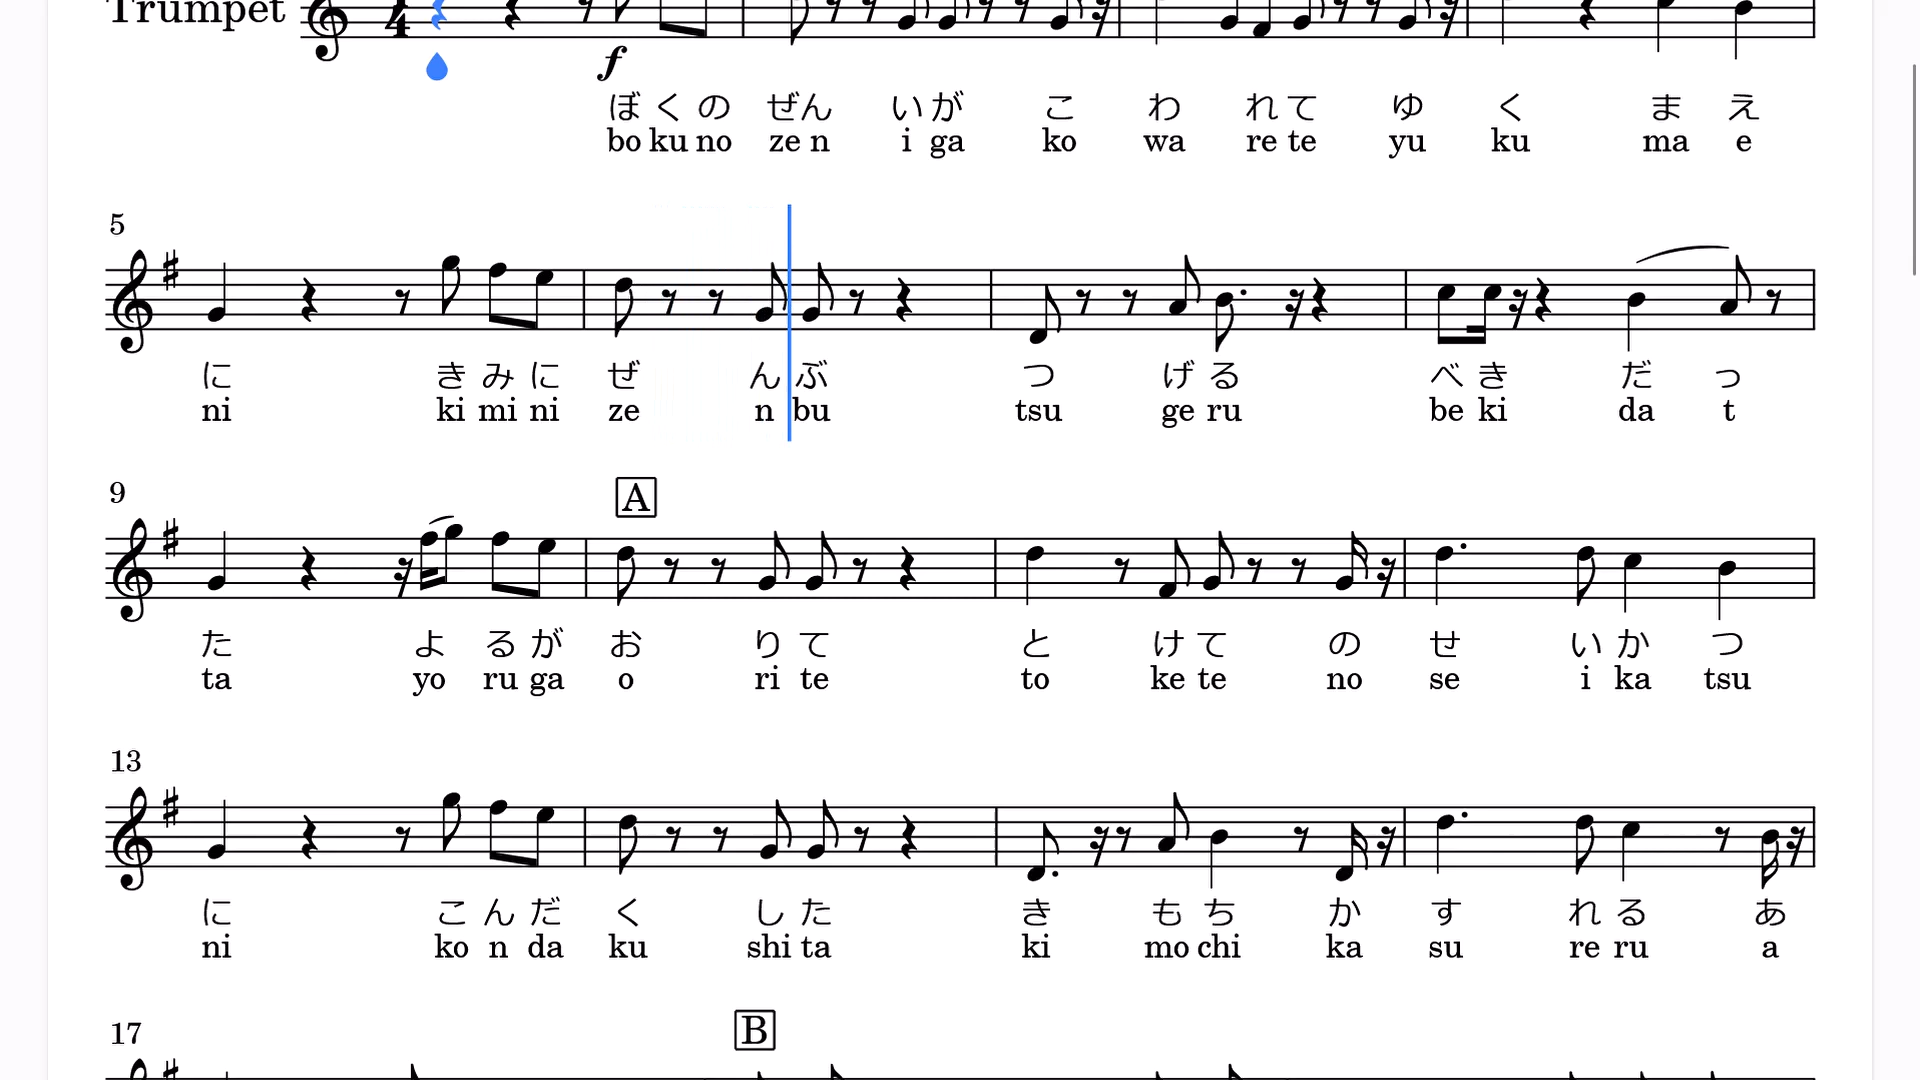 Trumpet
f
ぼ く の ぜん い が こ わ れ て ゆ く ま え
bo ku no ze n i ga ko wa re te yu ku ma e
5
に き み に ぜ ん ぶ つ げ る べ き だ っ
ni ki mi ni ze n bu tsu ge ru be ki da t
9
A
た よ る が お り て と け て の せ い か つ
ta yo ru ga o ri te to ke te no se i ka tsu
13
に こ ん だ く し た き も ち か す れ る あ
ni ko n da ku shi ta ki mo chi ka su re ru a
17
B